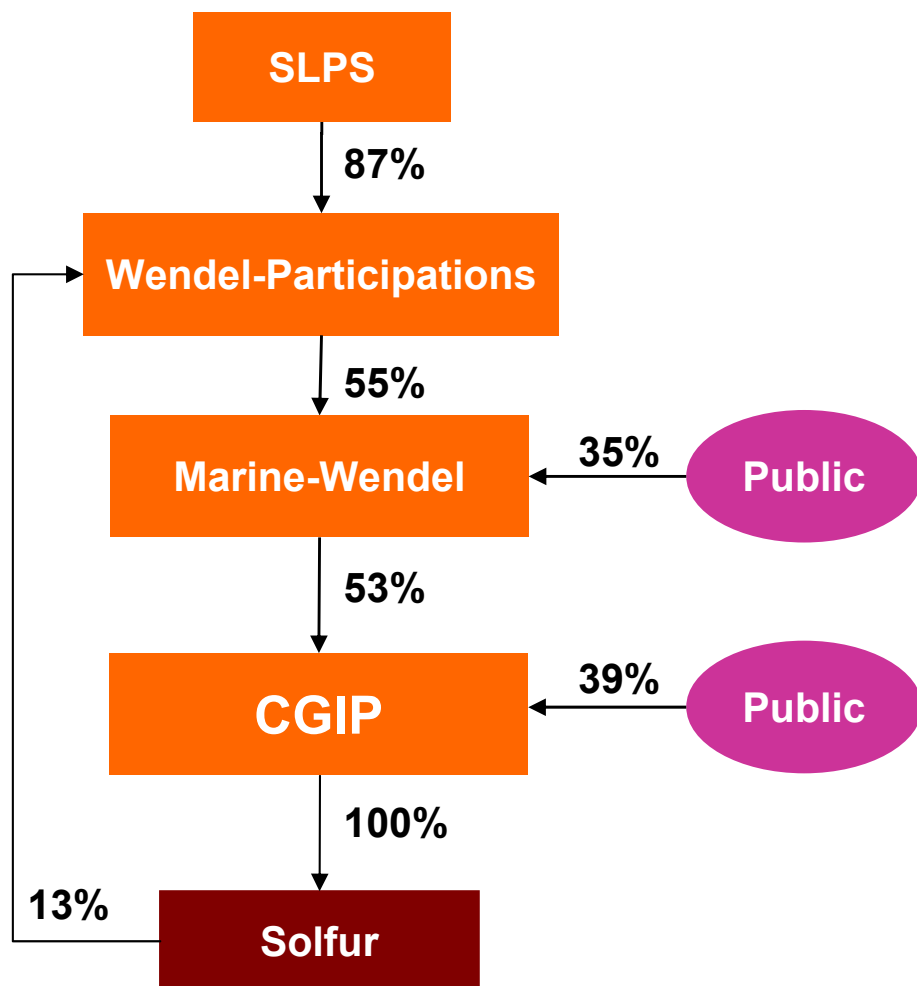 SLPS
87%
Wendel-Participations
55%
Marine-Wendel
35%
Public
53%
CGIP
39%
Public
100%
13%
Solfur